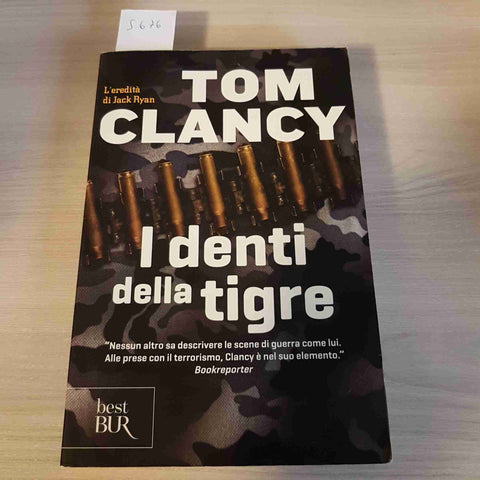 S676
L'eredità
di Jack Ryan
TOM
CLANCY
I denti
della tigre
"Nessun altro sa descrivere le scene di guerra come lui.
Alle prese con il terrorismo, Clancy è nel suo elemento."
Bookreporter
best
BUR